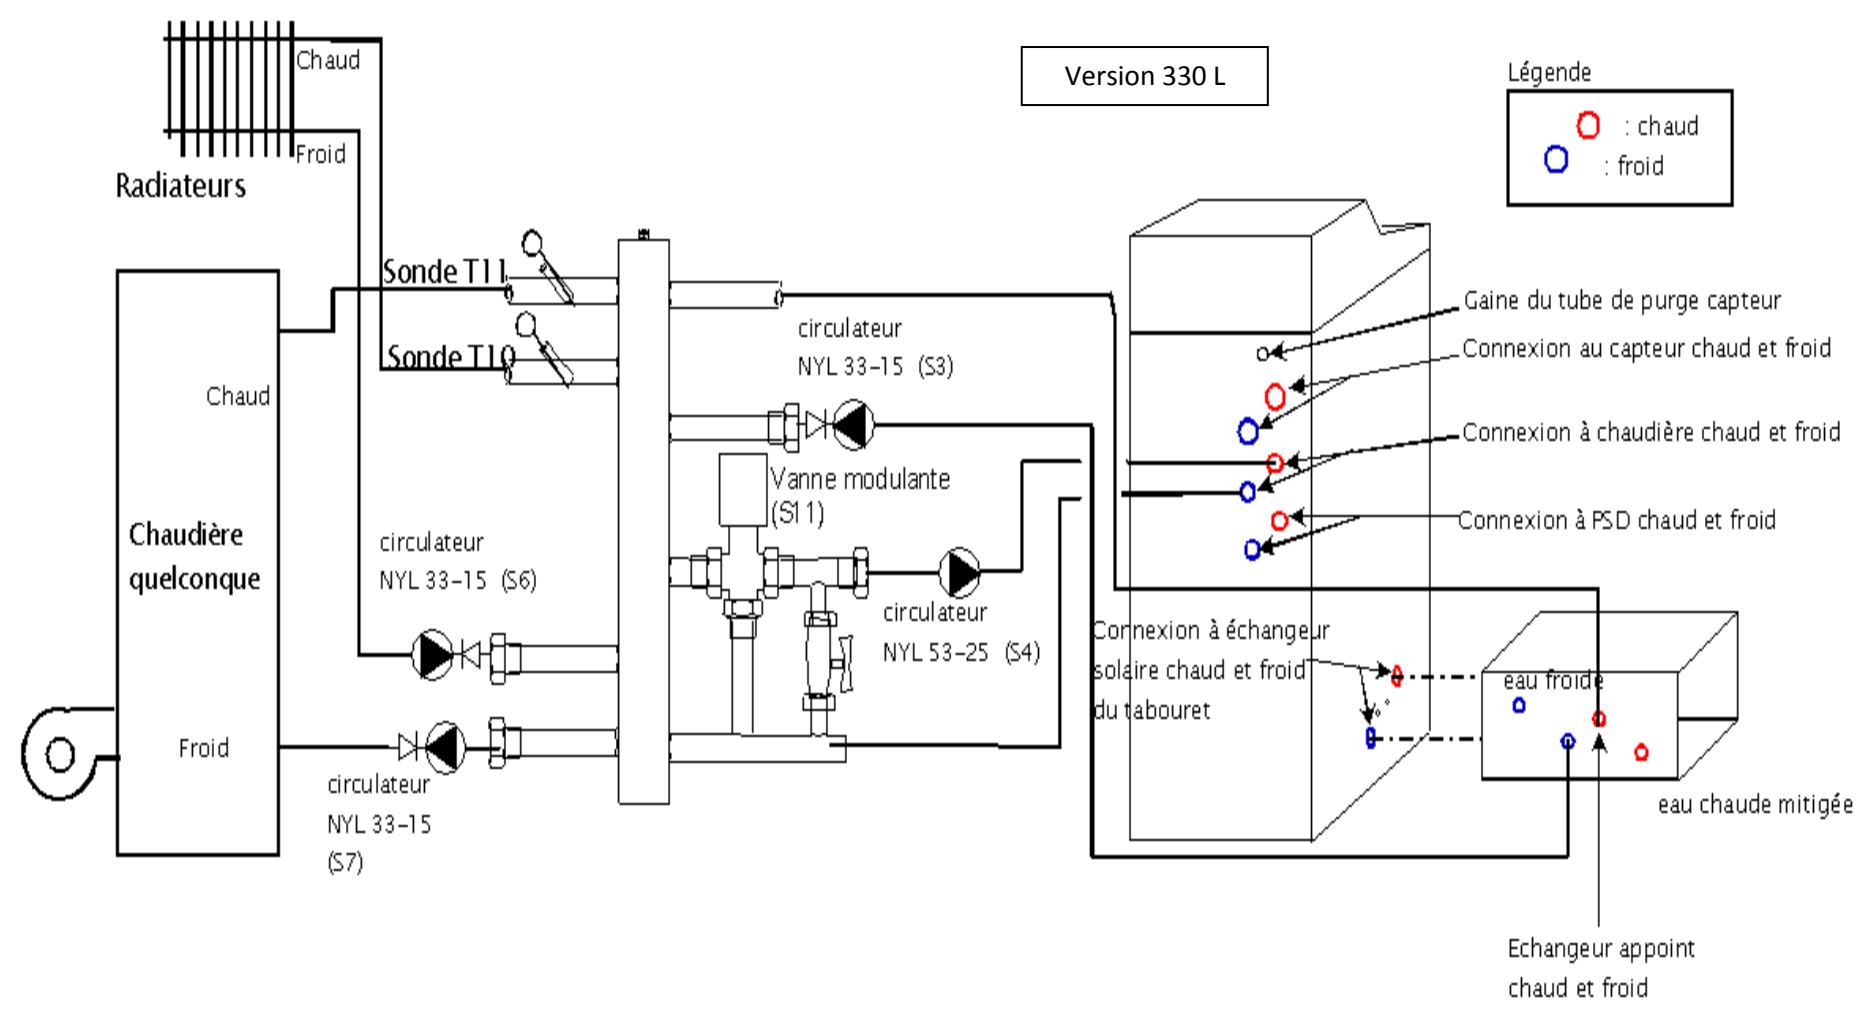 Chaud
Froid
Radiateurs
Version 330 L
Légende
: chaud
: froid
Sonde T11
Sonde T10
circulateur
NYL 33-15 (S3)
Gaine du tube de purge capteur
Connexion au capteur chaud et froid
Connexion à chaudière chaud et froid
Connexion à PSD chaud et froid
Chaud
Chaudière
quelconque
Froid
Vanne modulante
(S11)
circulateur
NYL 33-15 (S6)
circulateur
NYL 53-25 (S4)
circulateur
NYL 33-15
(S7)
Connexion à échangeur
solaire chaud et froid
du tabouret
eau froide
eau chaude mitigée
Echangeur appoint
chaud et froid